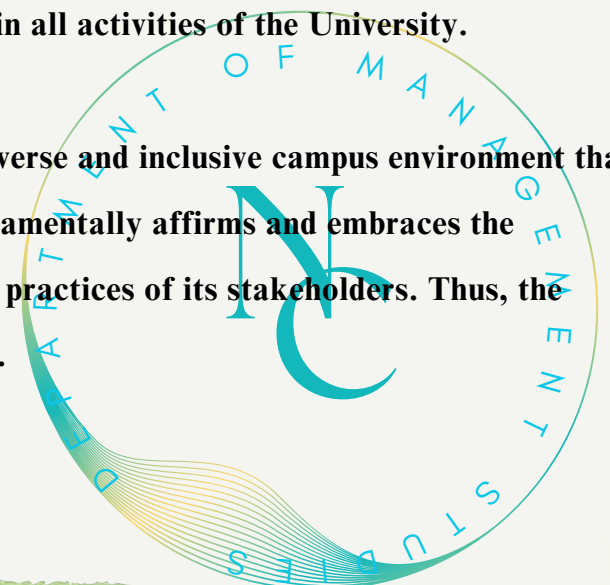 in all activities of the University.
verse and inclusive campus environment tha
amentally affirms and embraces the
practices of its stakeholders. Thus, the
.
DEPARTMENT OF MANAGEMENT STUDIES
NC